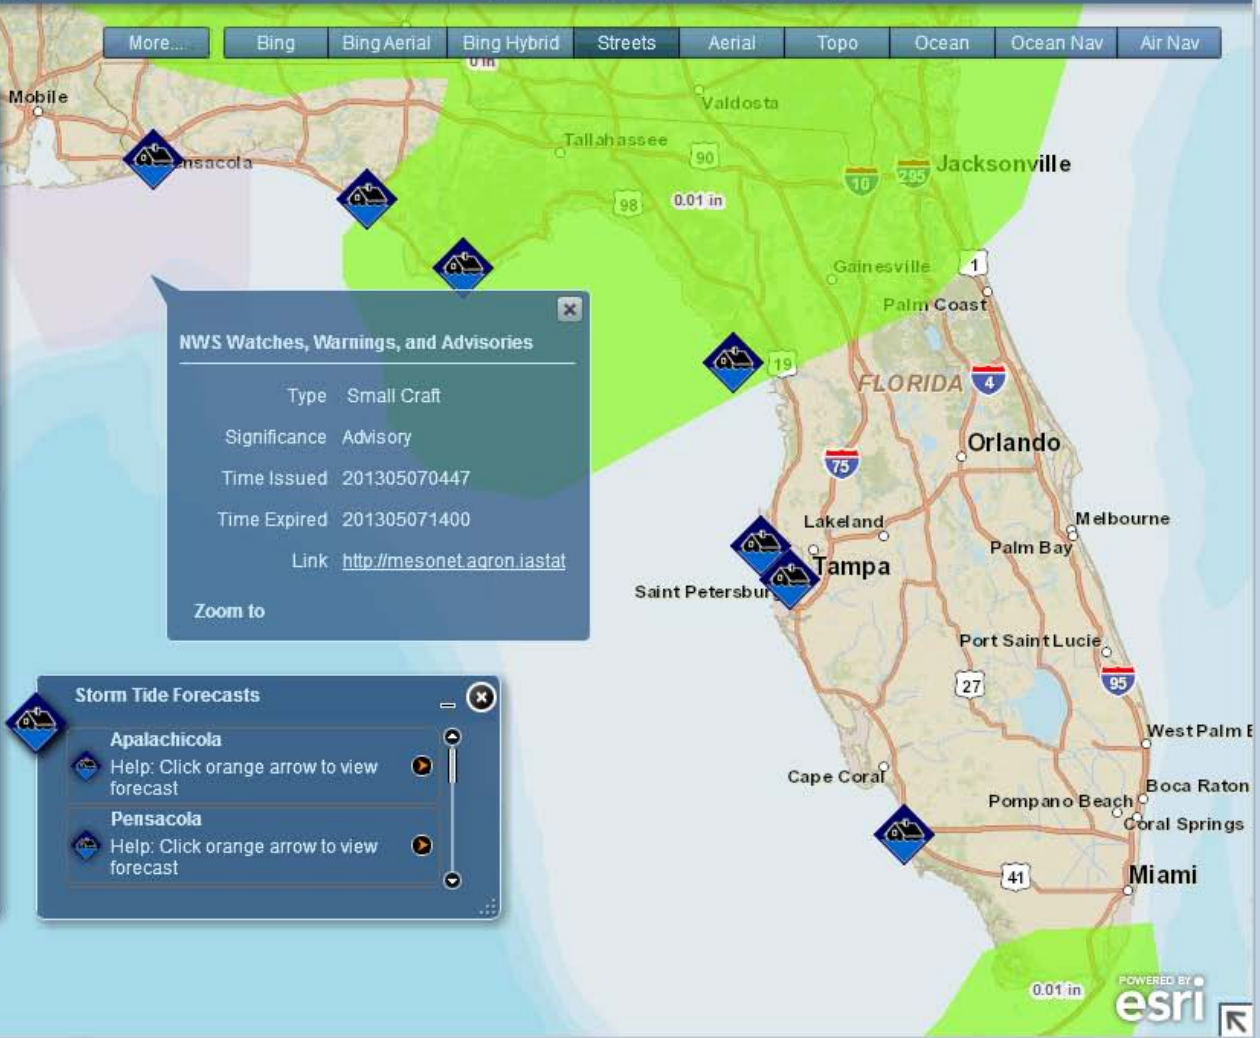 More...
Bing
Bing Aerial
Bing Hybrid
Streets
Aerial
Topo
Ocean
Ocean Nav
Air Nav
0 in
Mobile
Valdosta
Tallahassee
90
nsacola
10
295
Jacksonville
98
0.01 in
Gainesville
1
Palm Coast
NWS Watches, Warnings, and Advisories
Type Small Craft
Significance Advisory
Time Issued 201305070447
Time Expired 201305071400
Link http://mesonet.agron.iastat
Zoom to
19
FLORIDA
4
Orlando
75
Lakeland
Melbourne
Palm Bay
Tampa
Saint Petersbur
Port Saint Lucie
27
95
West Palm B
Cape Coral
Boca Raton
Pompano Beach
Coral Springs
41
Miami
Storm Tide Forecasts
Apalachicola
Help: Click orange arrow to view
forecast
Pensacola
Help: Click orange arrow to view
forecast
0.01 in
POWERED BY
esri